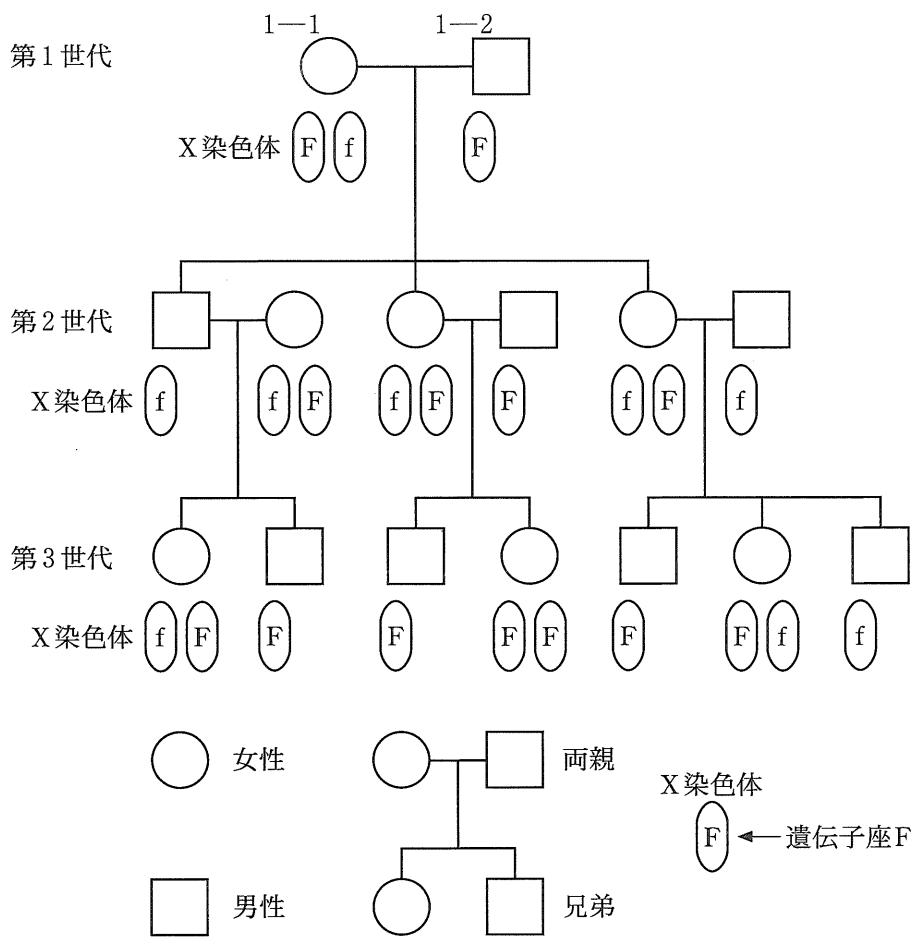 1—1 1—2
第1世代
X染色体 F f F
第2世代
X染色体 f f F f F F f F f
第3世代
X染色体 f F F F F F F F f f
女性 両親
X染色体
F 遺伝子座F
男性 兄弟